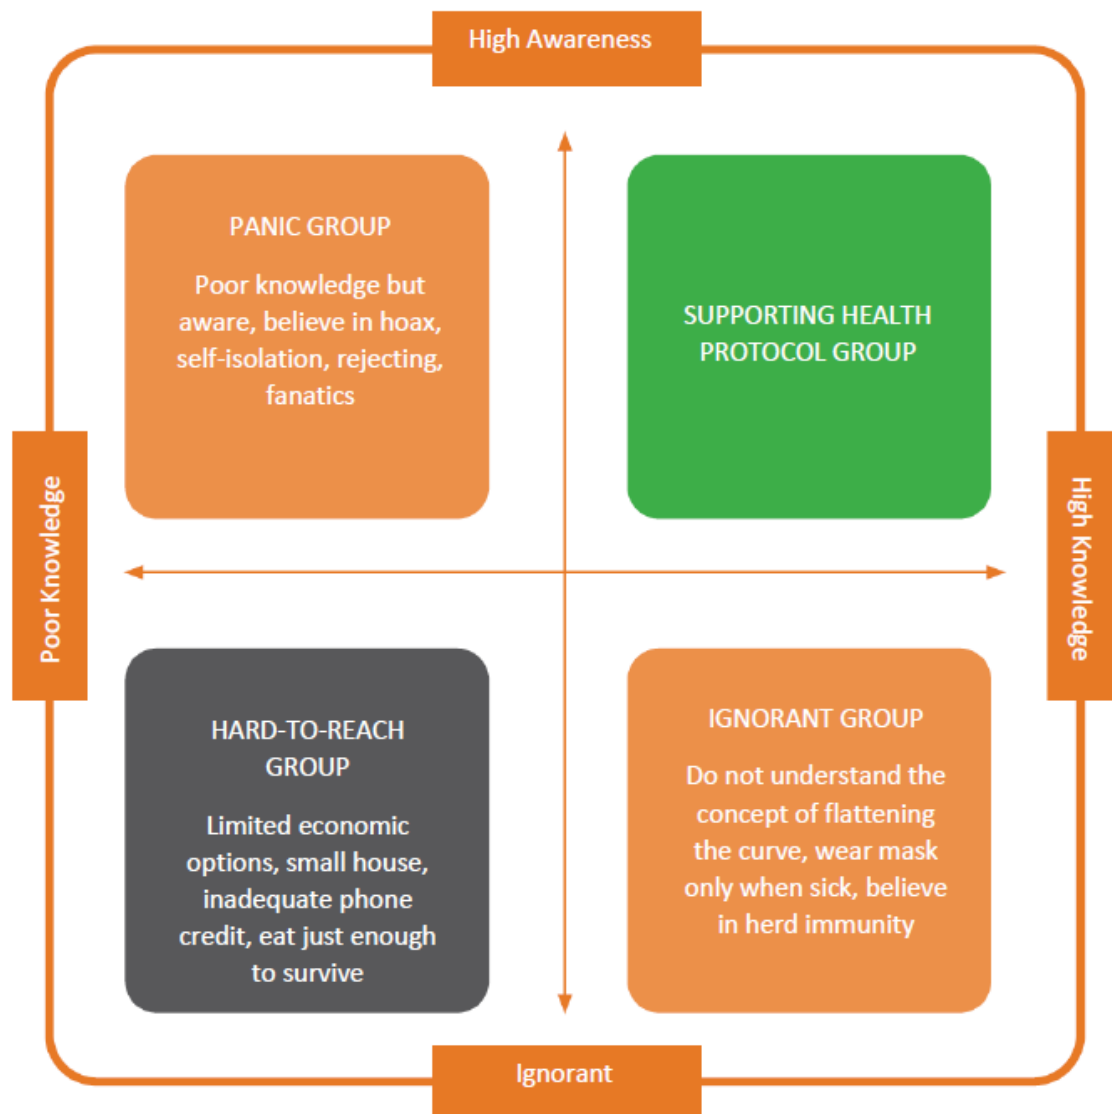 High Awareness
PANIC GROUP
Poor knowledge but
aware, believe in hoax,
self-isolation, rejecting,
fanatics
SUPPORTING HEALTH
PROTOCOL GROUP
Poor Knowledge
High Knowledge
HARD-TO-REACH
GROUP
Limited economic
options, small house,
inadequate phone
credit, eat just enough
to survive
IGNORANT GROUP
Do not understand the
concept of flattening
the curve, wear mask
only when sick, believe
in herd immunity
Ignorant